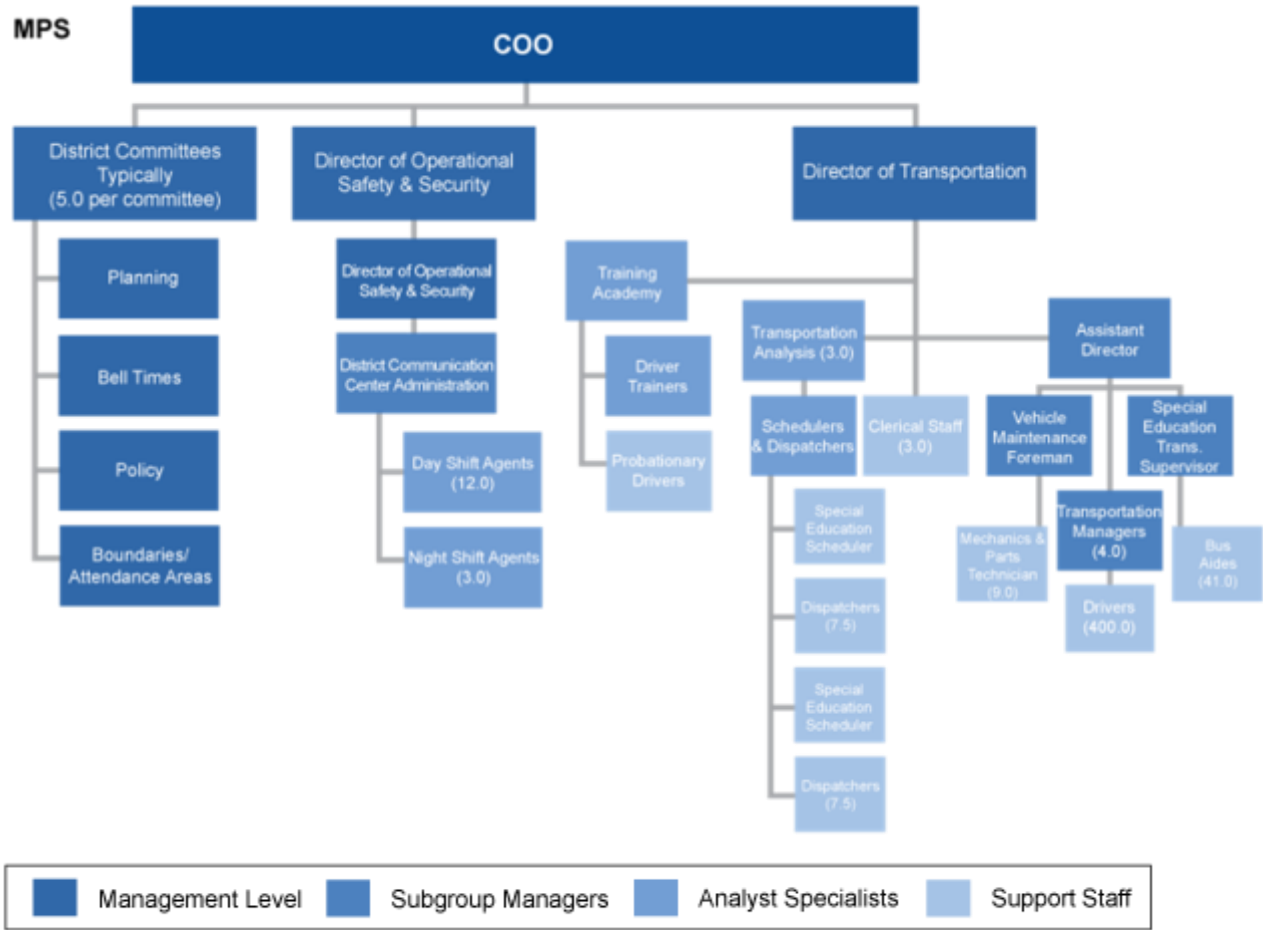 MPS
COO
District Committees
Typically
(5.0 per committee)
Director of Operational
Safety & Security
Director of Transportation
Planning
Bell Times
Policy
Boundaries/
Attendance Areas
Director of Operational
Safety & Security
District Communication
Center Administration
Day Shift Agents
(12.0)
Night Shift Agents
(3.0)
Training
Academy
Driver
Trainers
Probationary
Drivers
Transportation
Analysis (3.0)
Schedulers
& Dispatchers
Special
Education
Scheduler
Dispatchers
(7.5)
Special
Education
Scheduler
Dispatchers
(7.5)
Clerical Staff
(3.0)
Assistant
Director
Vehicle
Maintenance
Foreman
Mechanics &
Parts
Technician
(9.0)
Transportation
Managers
(4.0)
Drivers
(400.0)
Special
Education
Trans.
Supervisor
Bus
Aides
(41.0)
Management Level
Subgroup Managers
Analyst Specialists
Support Staff